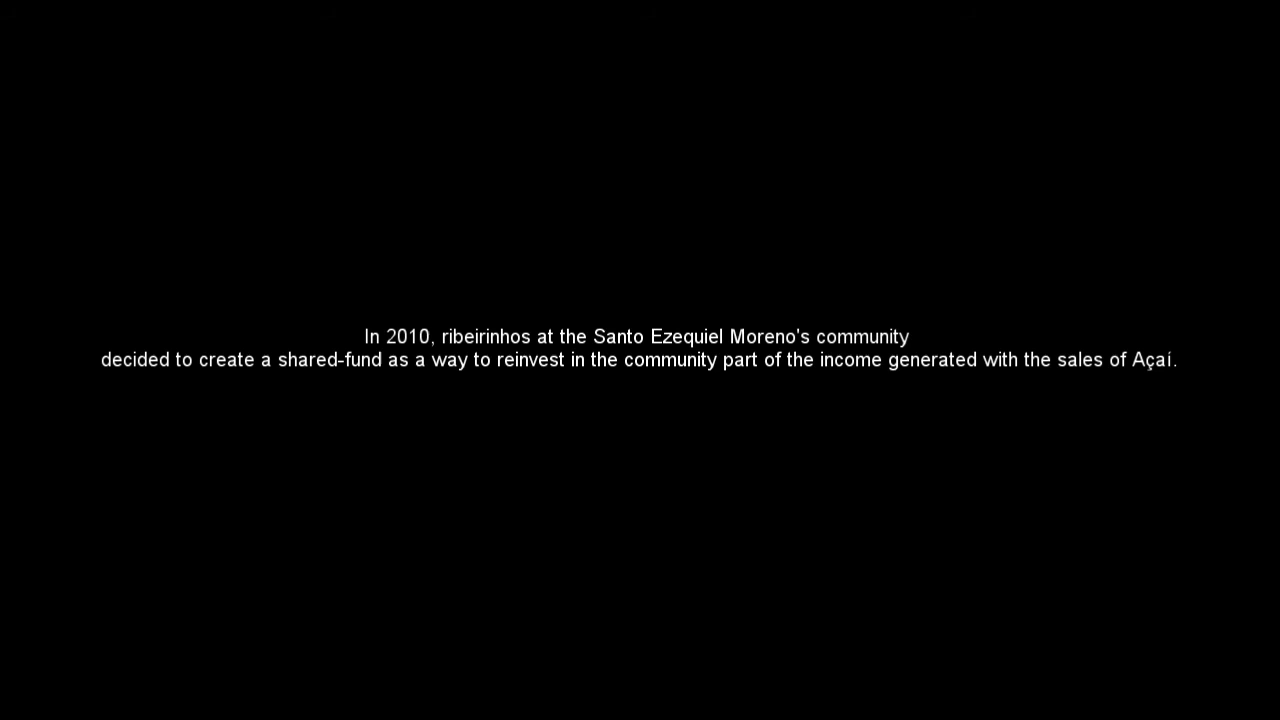 In 2010, ribeirinhos at the Santo Ezequiel Moreno's community
decided to create a shared-fund as a way to reinvest in the community part of the income generated with the sales of Açaí.